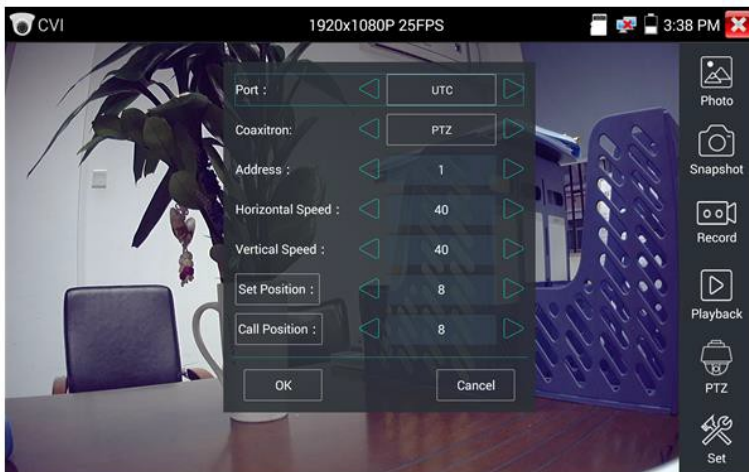 CVI 1920x1080P 25FPS 3:38 PM
Port : UTC
Coaxitron: PTZ
Address : 1
Horizontal Speed : 40
Vertical Speed : 40
Set Position : 8
Call Position : 8
OK Cancel
Photo
Snapshot
Record
Playback
PTZ
Set